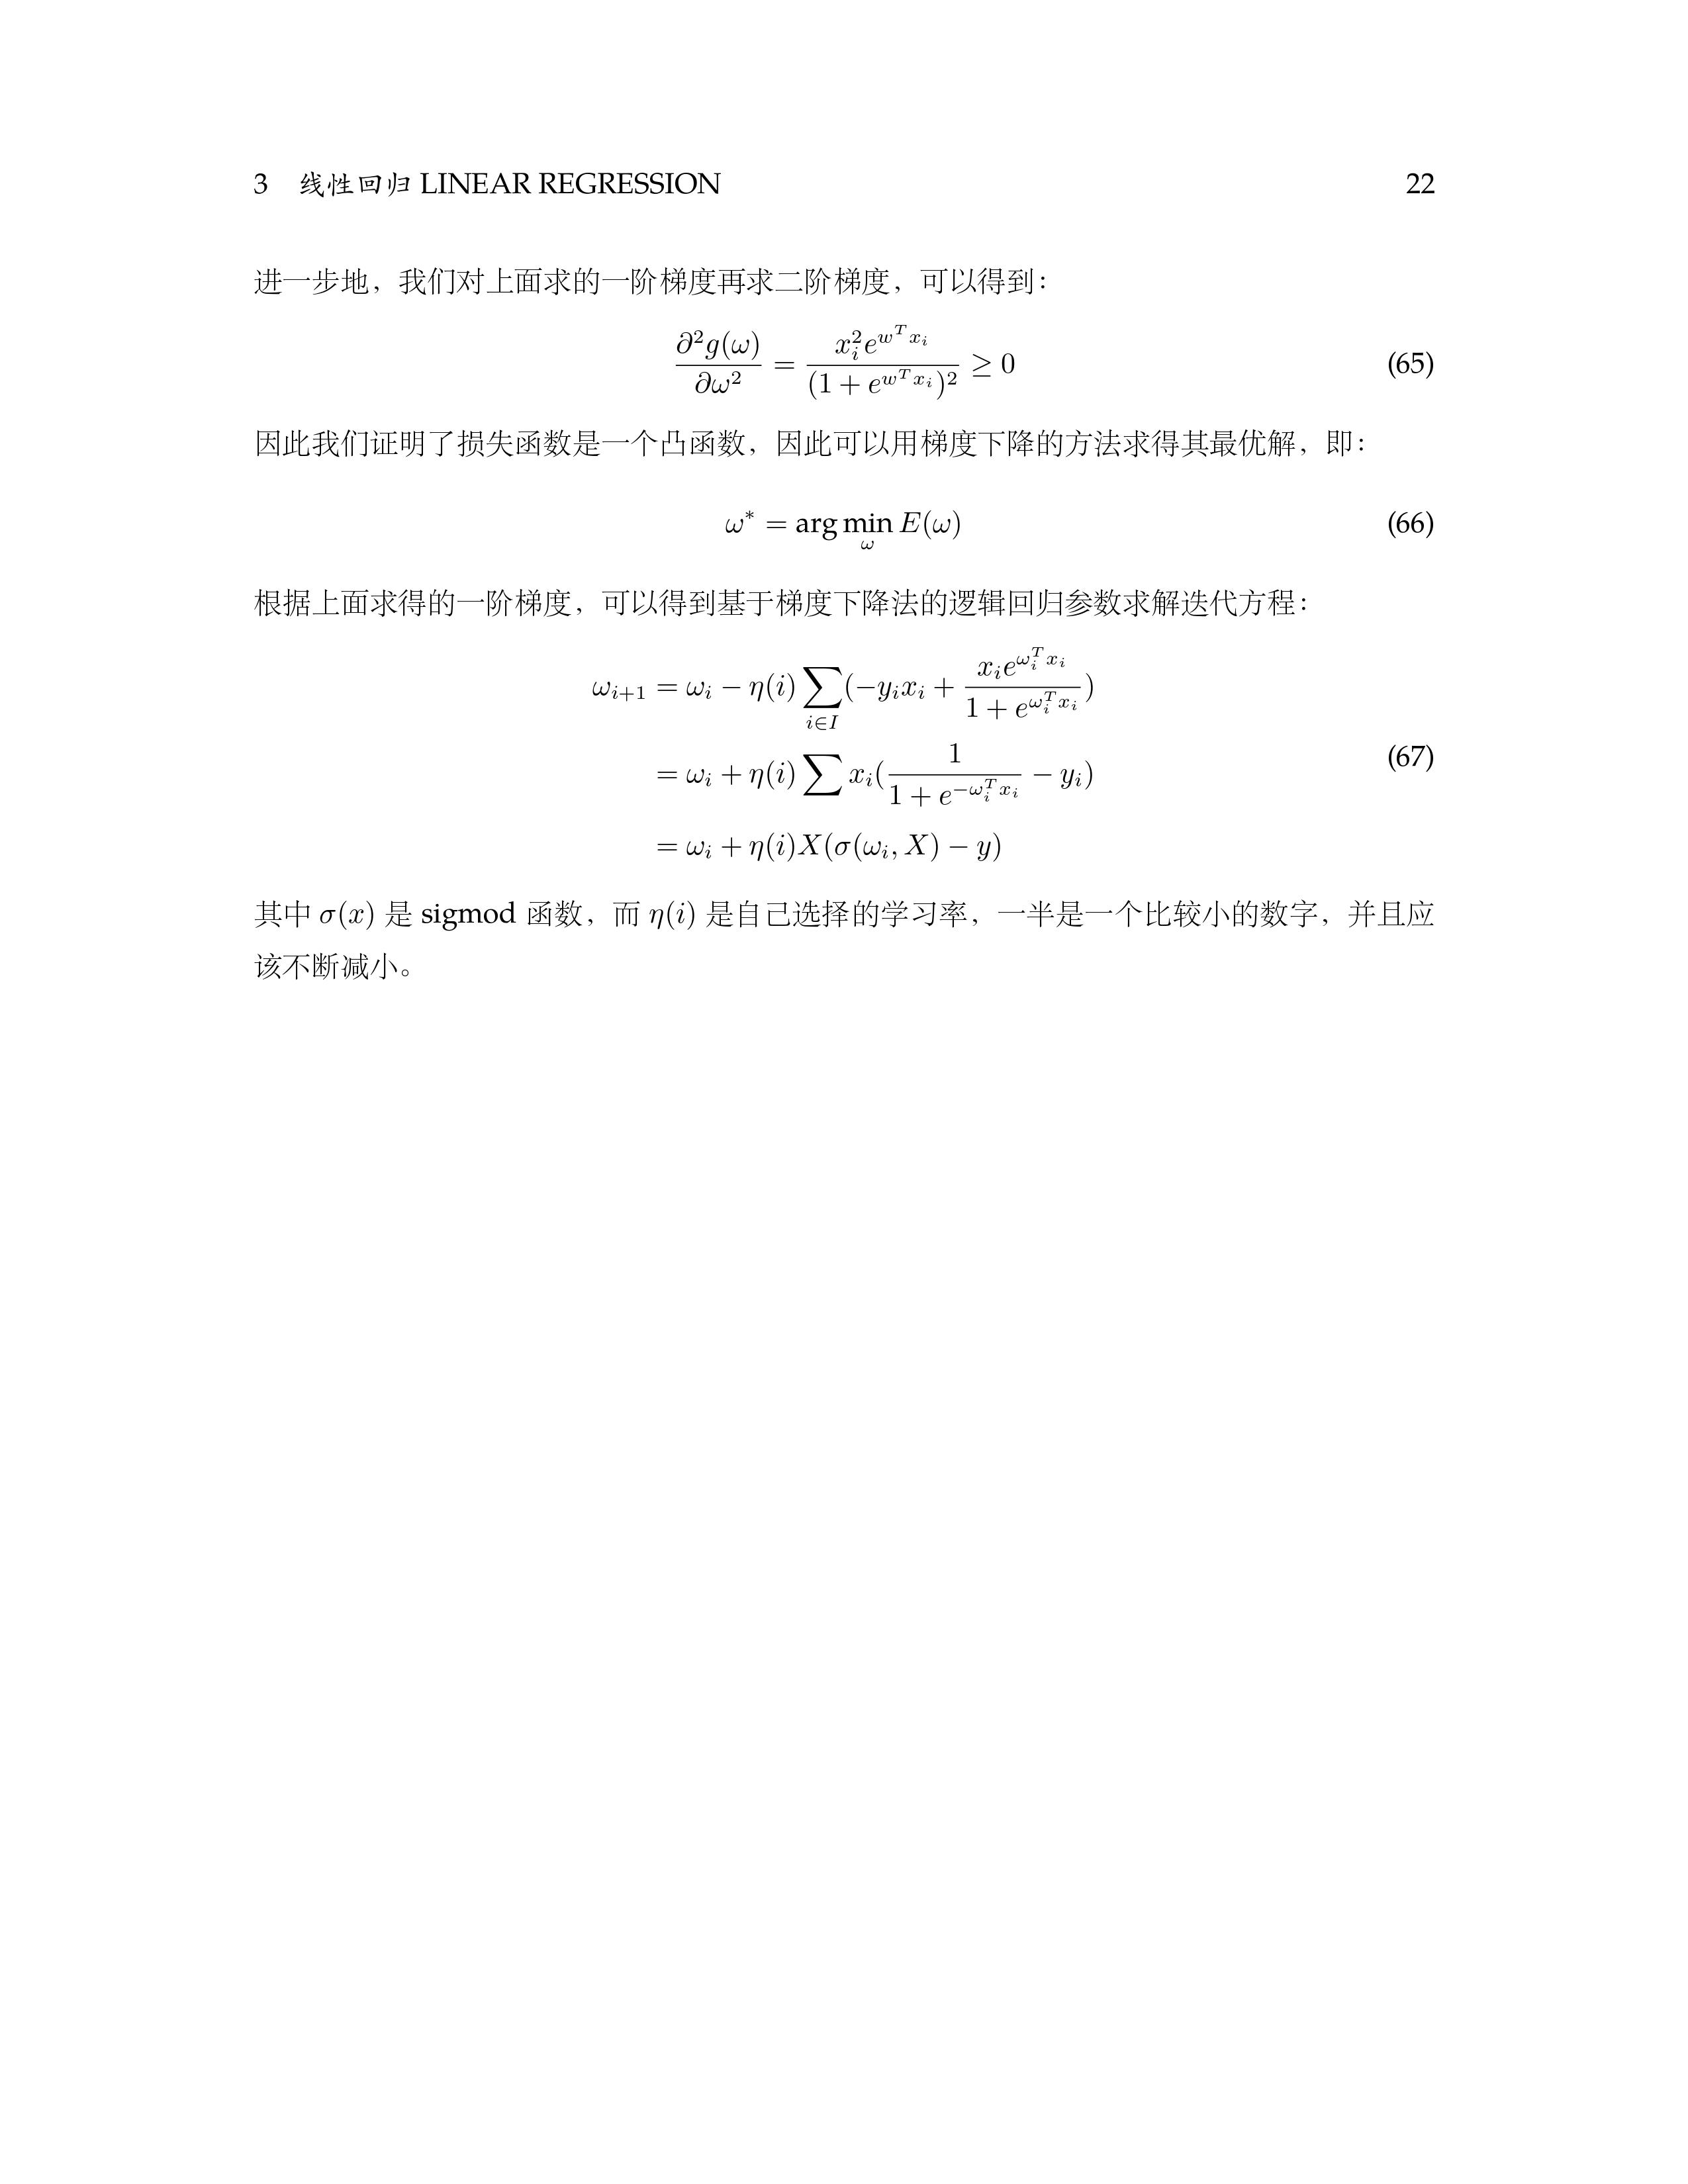 3 线性回归 LINEAR REGRESSION 22
进一步地，我们对上面求的一阶梯度再求二阶梯度，可以得到：
$$\frac{\partial^2 g(\omega)}{\partial \omega^2} = \frac{x_i^2 e^{w^T x_i}}{(1 + e^{w^T x_i})^2} \geq 0$$ (65)
因此我们证明了损失函数是一个凸函数，因此可以用梯度下降的方法求得其最优解，即：
$$\omega^* = \arg\min_{\omega} E(\omega)$$ (66)
根据上面求得的一阶梯度，可以得到基于梯度下降法的逻辑回归参数求解迭代方程：
$$\omega_{i+1} = \omega_i - \eta(i) \sum_{i \in I} (-y_i x_i + \frac{x_i e^{\omega_i^T x_i}}{1 + e^{\omega_i^T x_i}})$$
$$= \omega_i + \eta(i) \sum x_i (\frac{1}{1 + e^{-\omega_i^T x_i}} - y_i)$$ (67)
$$= \omega_i + \eta(i) X(\sigma(\omega_i, X) - y)$$
其中 σ(x) 是 sigmod 函数，而 η(i) 是自己选择的学习率，一半是一个比较小的数字，并且应
该不断减小。